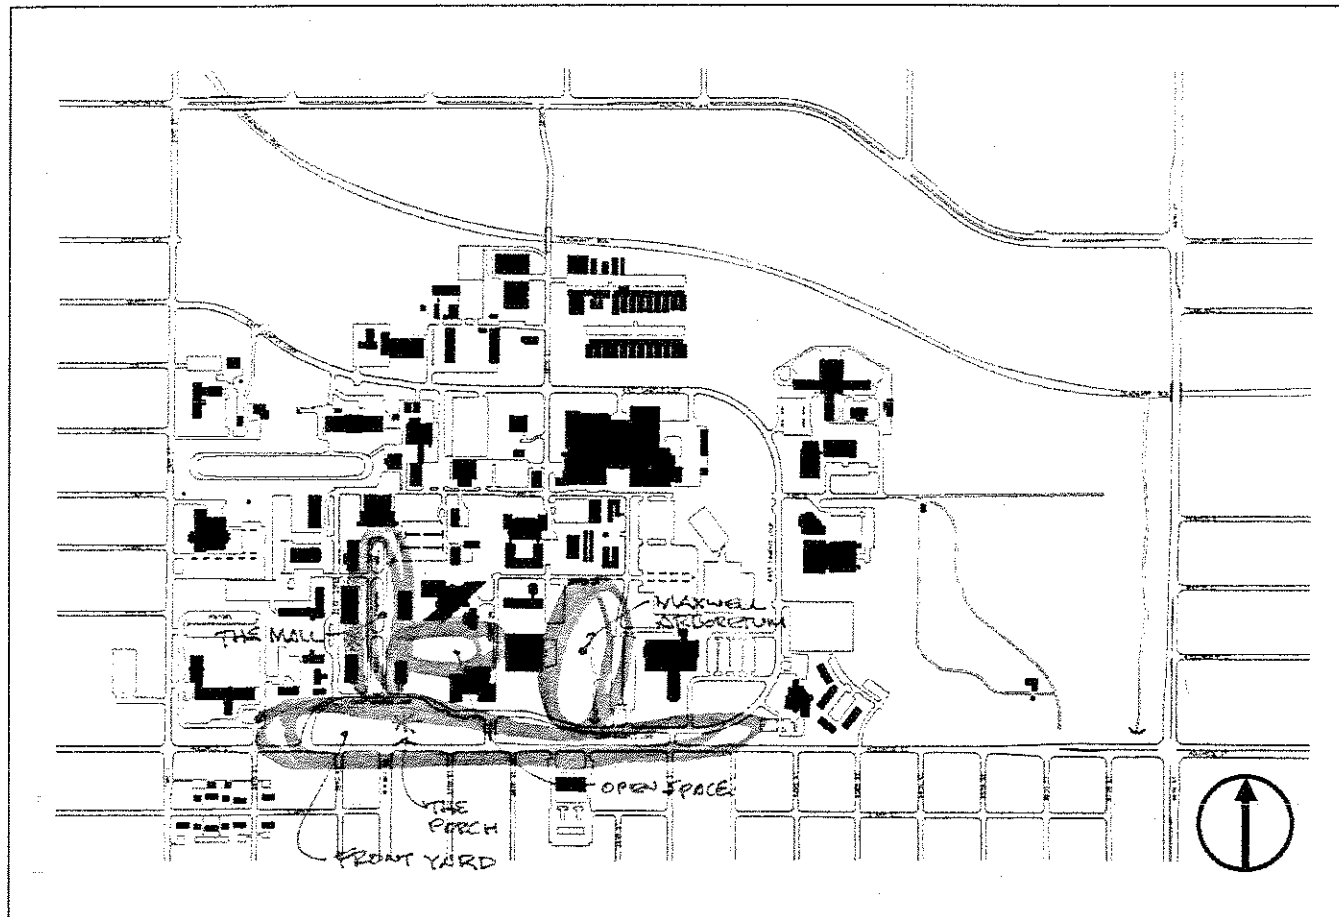 THE MALL
MAXWELL
ARBORETUM
OPEN SPACE
THE
PORCH
FRONT YARD